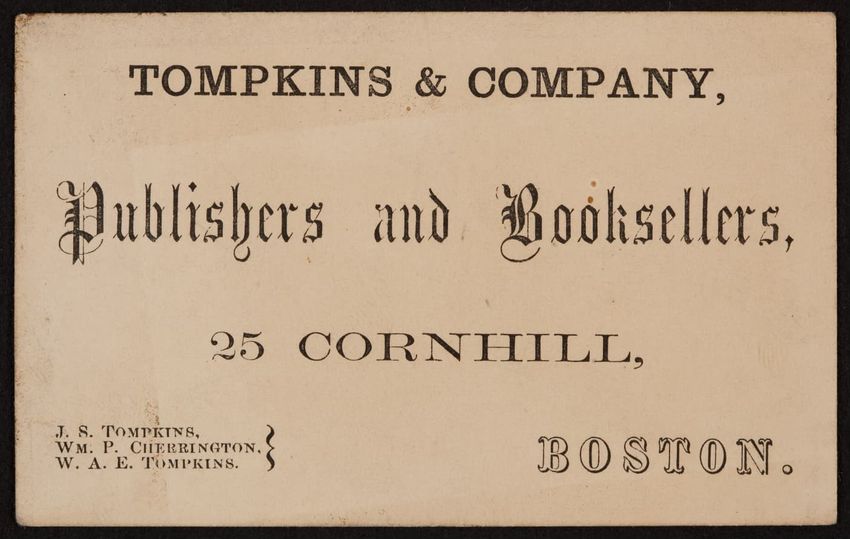 TOMPKINS & COMPANY,
Publishers and Booksellers,
25 CORNHILL,
J. S. TOMPKINS,
WM. P. CHERRINGTON,
W. A. E. TOMPKINS.
BOSTON.